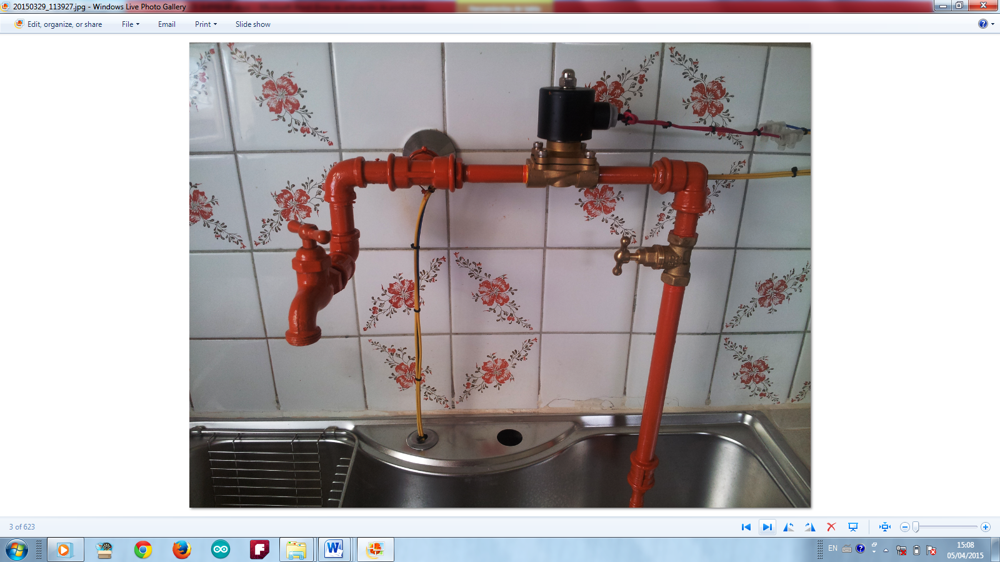 20150329_113927.jpg - Windows Live Photo Gallery
Edit, organize, or share File Email Print Slide show
3 of 623
EN 15:08
05/04/2015